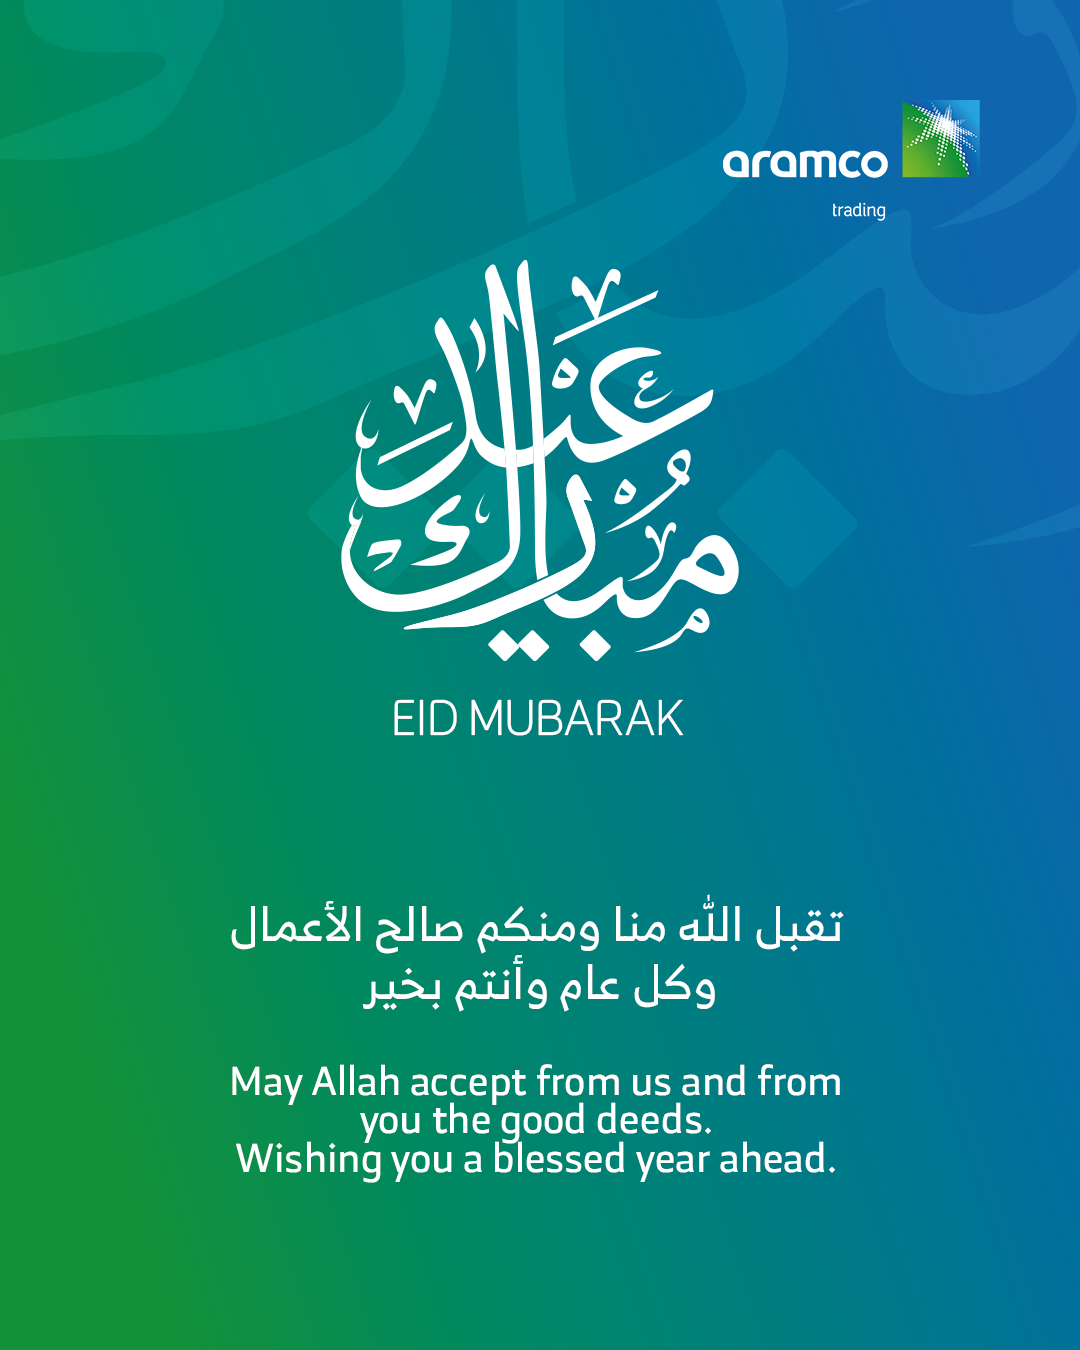 aramco
trading
عيدك
مبارك
EID MUBARAK
تقبل الله منا ومنكم صالح الأعمال
وكل عام وأنتم بخير
May Allah accept from us and from
you the good deeds.
Wishing you a blessed year ahead.